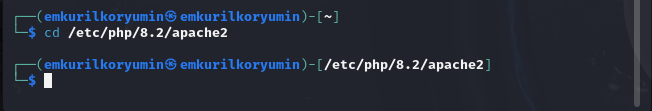 ┌──(emkurilkoryumin㉿emkurilkoryumin)-[~]
└─$ cd /etc/php/8.2/apache2
┌──(emkurilkoryumin㉿emkurilkoryumin)-[/etc/php/8.2/apache2]
└─$